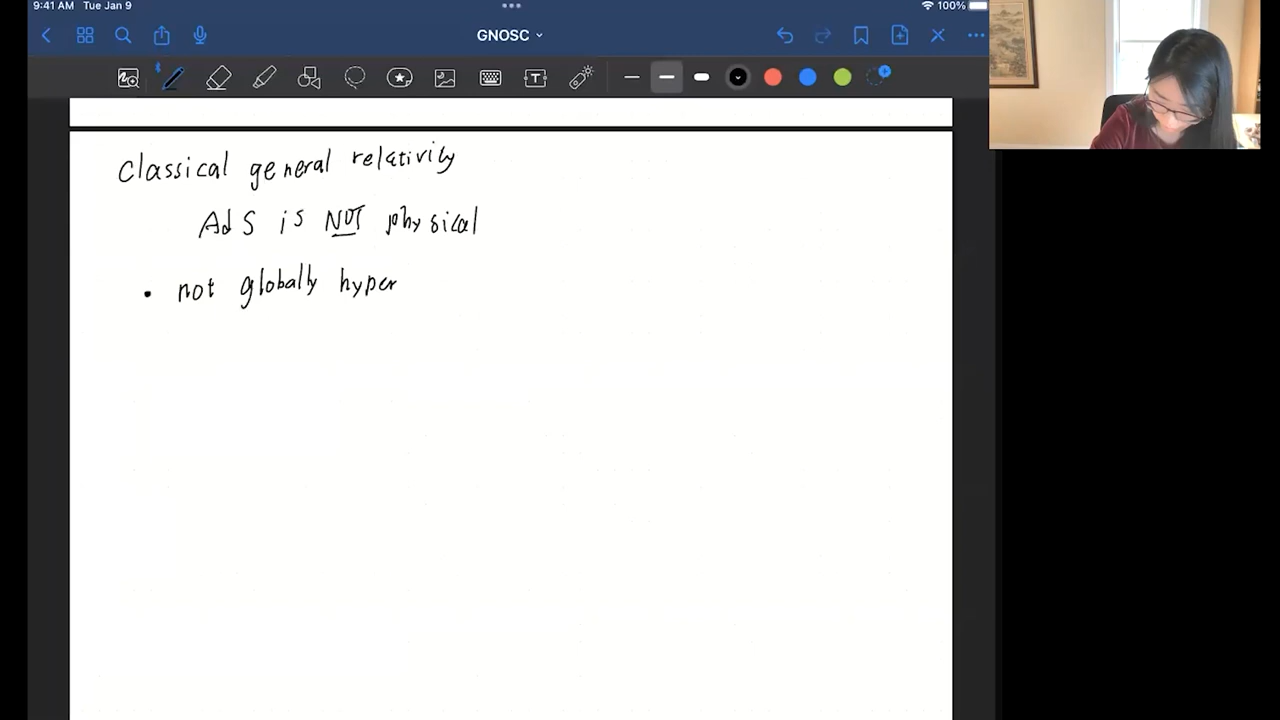 9:41 AM Tue Jan 9
100%
GNOSC
Classical general relativity
AdS is NOT physical
• not globally hyper